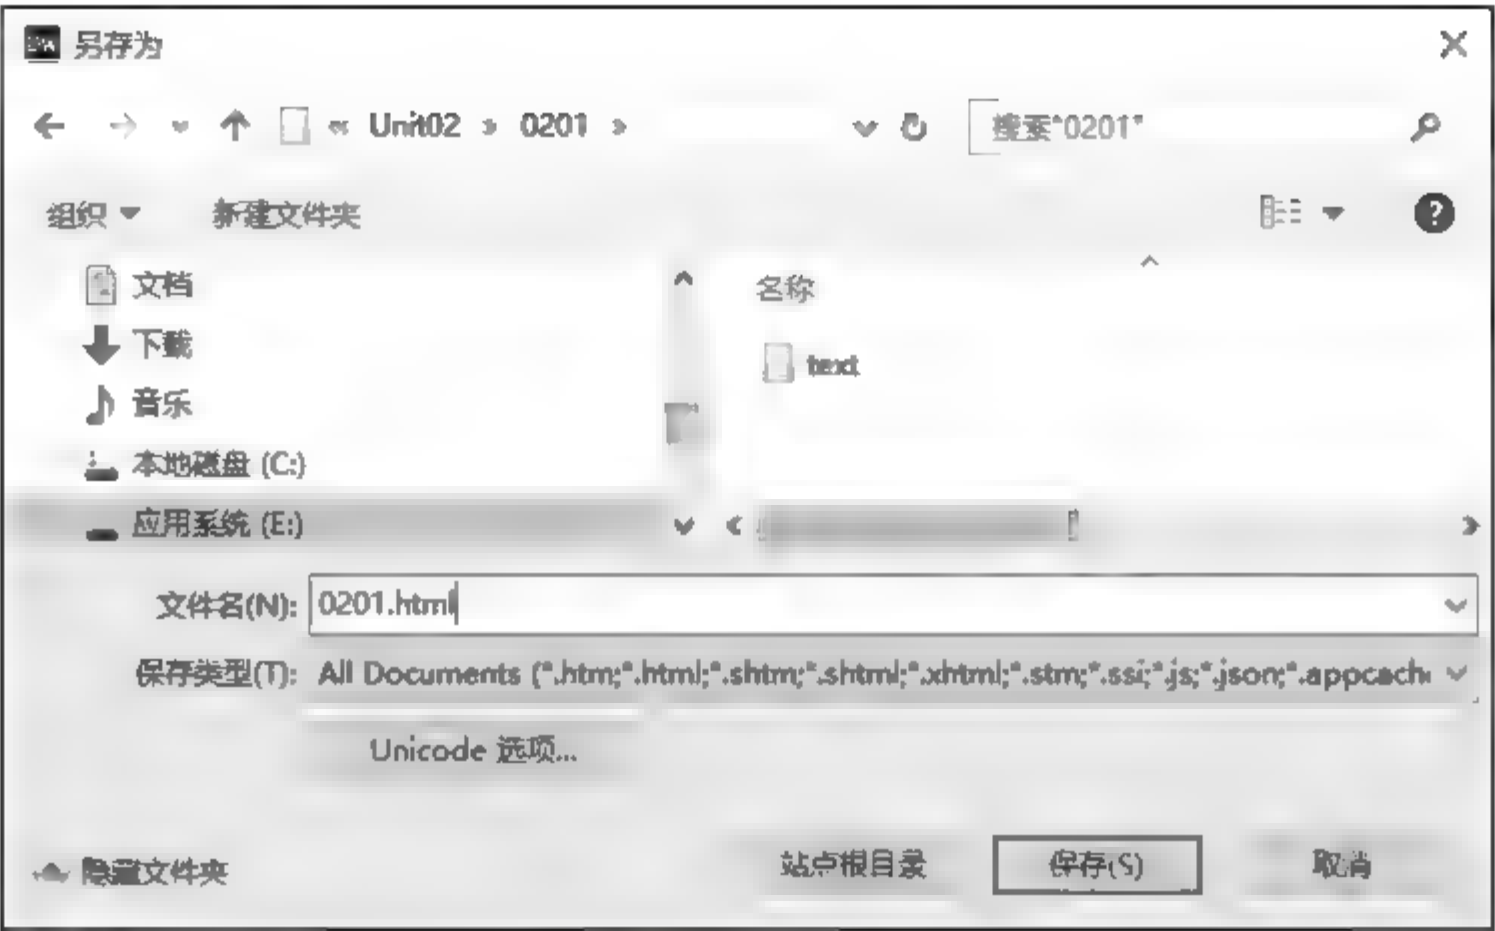 另存为
« Unit02 › 0201 ›
搜索"0201"
组织
新建文件夹
文档
下载
音乐
本地磁盘 (C:)
应用系统 (E:)
名称
text
文件名(N): 0201.html
保存类型(T): All Documents (*.htm;*.html;*.shtm;*.shtml;*.xhtml;*.stm;*.ssi;*.js;*.json;*.appcach
Unicode 选项...
隐藏文件夹
站点根目录
保存(S)
取消